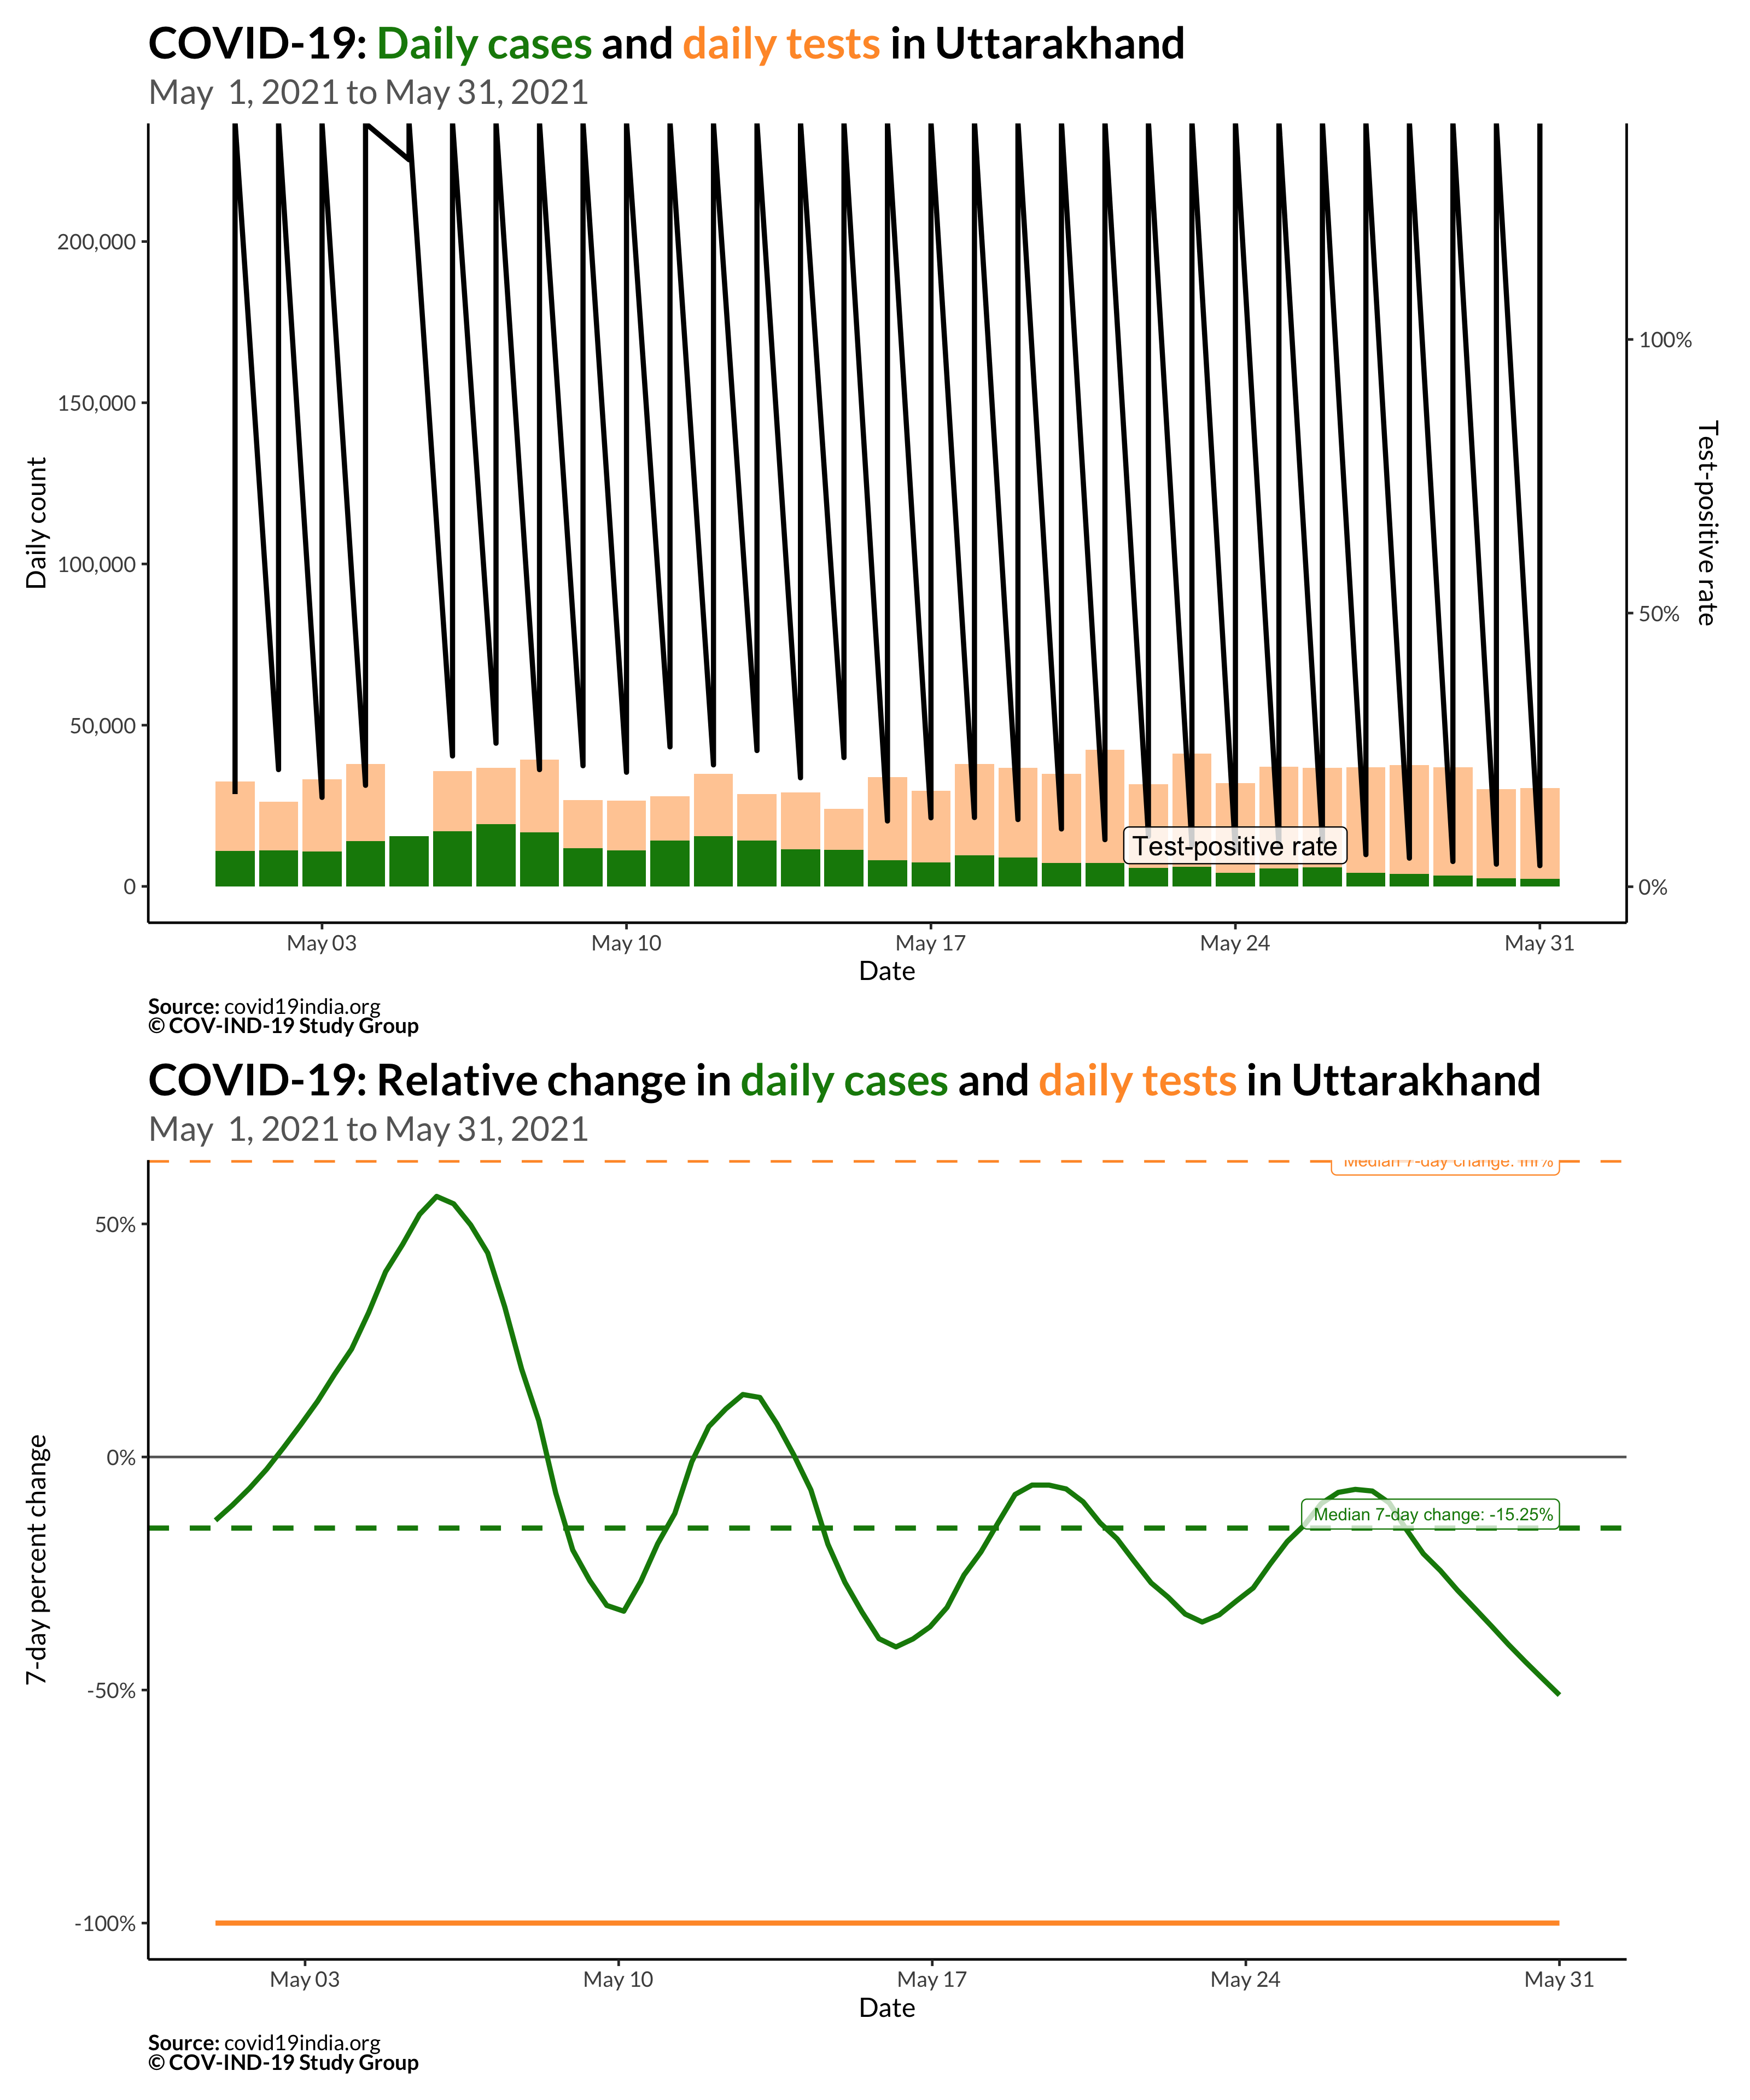 COVID-19: Daily cases and daily tests in Uttarakhand
May 1, 2021 to May 31, 2021
200,000
150,000
100,000
50,000
0
Daily count
100%
50%
0%
Test-positive rate
Test-positive rate
May 03
May 10
May 17
May 24
May 31
Date
Source: covid19india.org
© COV-IND-19 Study Group
COVID-19: Relative change in daily cases and daily tests in Uttarakhand
May 1, 2021 to May 31, 2021
Median 7-day change: Inf%
50%
0%
-50%
-100%
7-day percent change
Median 7-day change: -15.25%
May 03
May 10
May 17
May 24
May 31
Date
Source: covid19india.org
© COV-IND-19 Study Group